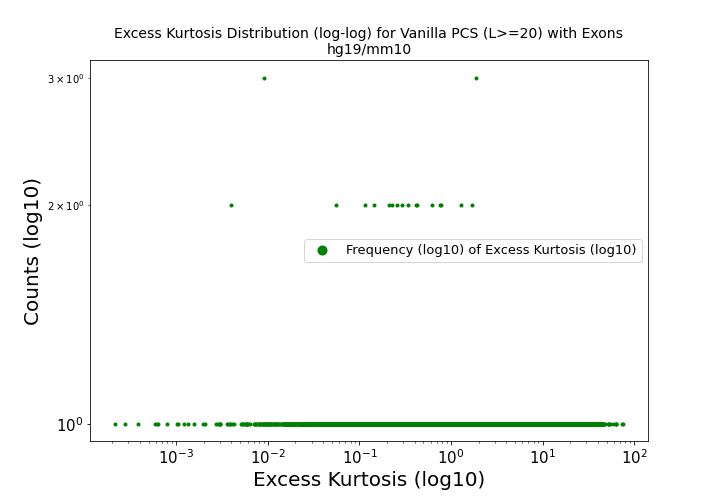 Excess Kurtosis Distribution (log-log) for Vanilla PCS (L>=20) with Exons
hg19/mm10
3 × 10⁰
2 × 10⁰
10⁰
Counts (log10)
Frequency (log10) of Excess Kurtosis (log10)
10⁻³ 10⁻² 10⁻¹ 10⁰ 10¹ 10²
Excess Kurtosis (log10)